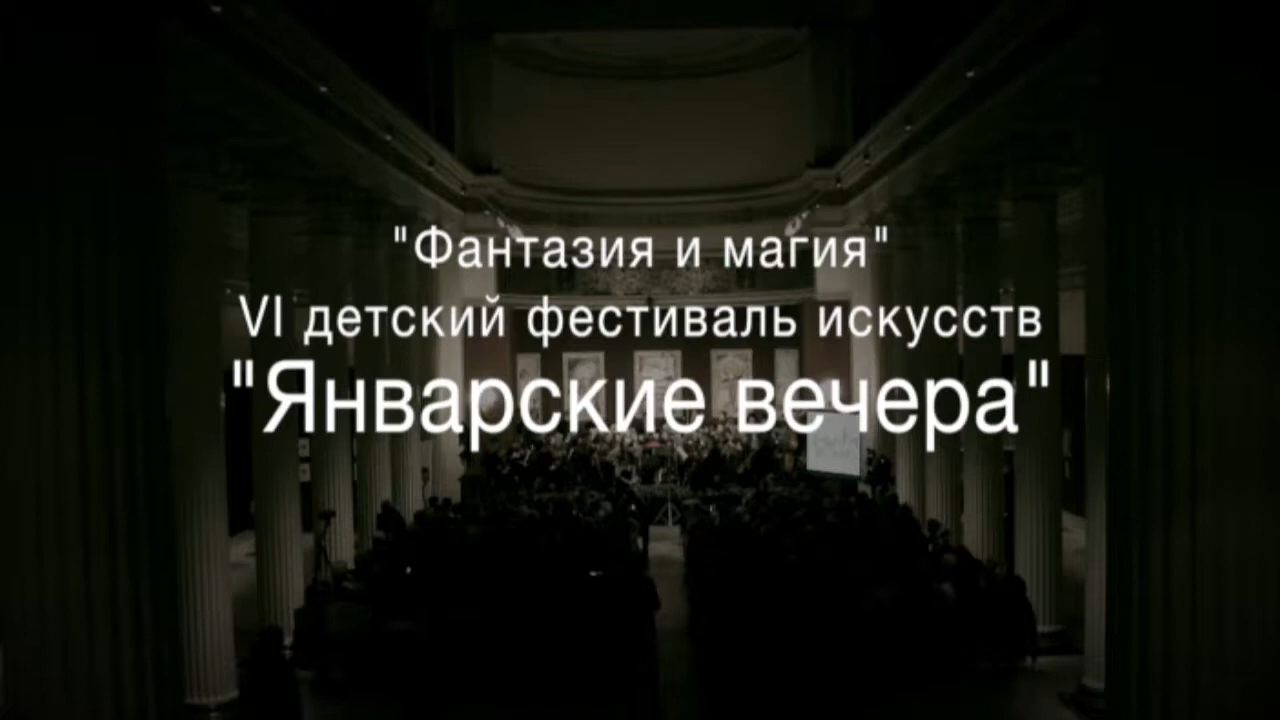 "Фантазия и магия"
VI детский фестиваль искусств
"Январские вечера"